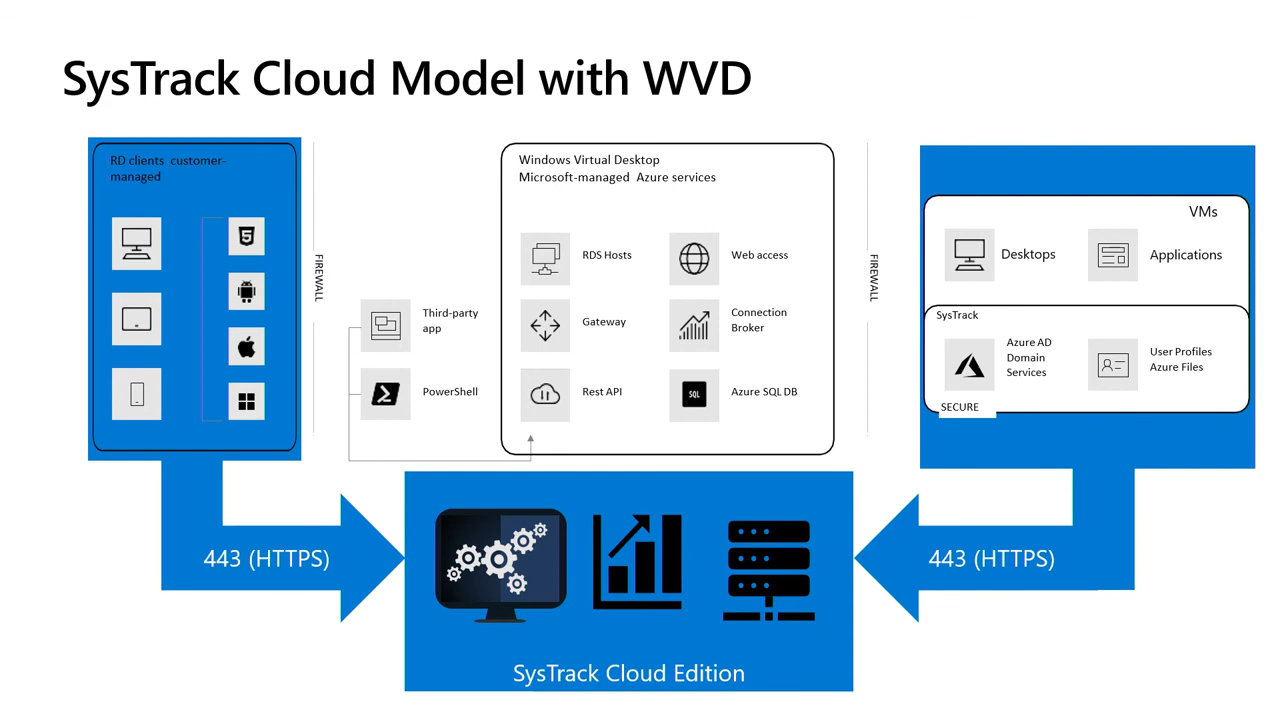 SysTrack Cloud Model with WVD
RD clients customer-
managed
FIREWALL
Third-party
app
PowerShell
Windows Virtual Desktop
Microsoft-managed Azure services
RDS Hosts
Web access
Gateway
Connection
Broker
Rest API
SQL
Azure SQL DB
FIREWALL
VMs
Desktops
Applications
SysTrack
Azure AD
Domain
Services
User Profiles
Azure Files
SECURE
443 (HTTPS)
443 (HTTPS)
SysTrack Cloud Edition